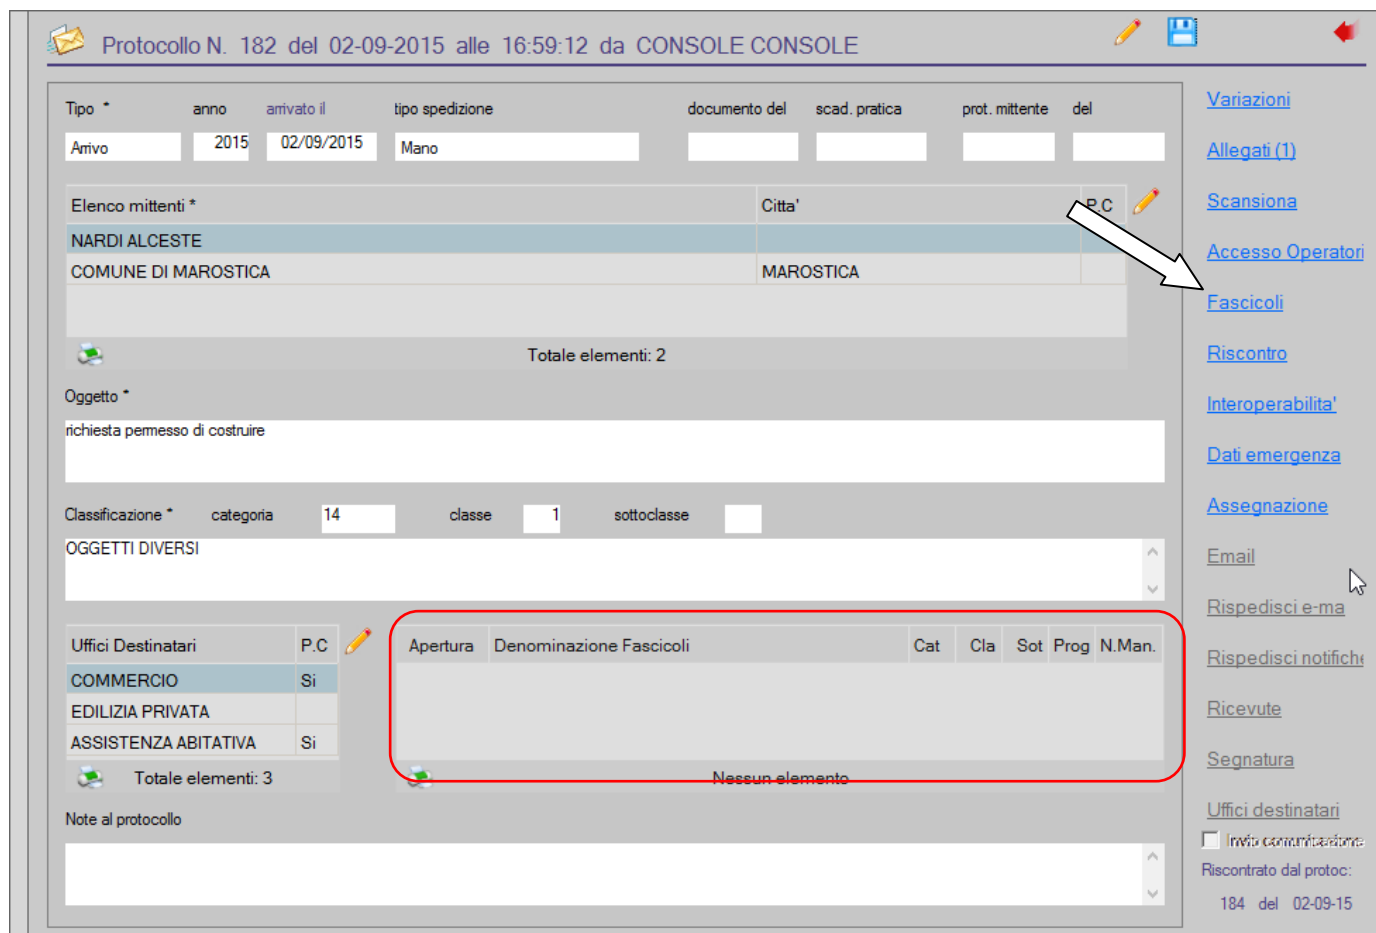 Protocollo N. 182 del 02-09-2015 alle 16:59:12 da CONSOLE CONSOLE
Tipo * anno arrivato il tipo spedizione documento del scad. pratica prot. mittente del
Arrivo 2015 02/09/2015 Mano
Elenco mittenti * Citta' P.C
NARDI ALCESTE
COMUNE DI MAROSTICA MAROSTICA
Totale elementi: 2
Oggetto *
richiesta permesso di costruire
Classificazione * categoria 14 classe 1 sottoclasse
OGGETTI DIVERSI
Uffici Destinatari P.C
COMMERCIO Si
EDILIZIA PRIVATA
ASSISTENZA ABITATIVA Si
Totale elementi: 3
Apertura Denominazione Fascicoli Cat Cla Sot Prog N.Man.
Nessun elemento
Note al protocollo
Variazioni
Allegati (1)
Scansiona
Accesso Operatori
Fascicoli
Riscontro
Interoperabilita'
Dati emergenza
Assegnazione
Email
Rispedisci e-ma
Rispedisci notifiche
Ricevute
Segnatura
Uffici destinatari
Invio comunicazione
Riscontrato dal protoc:
184 del 02-09-15